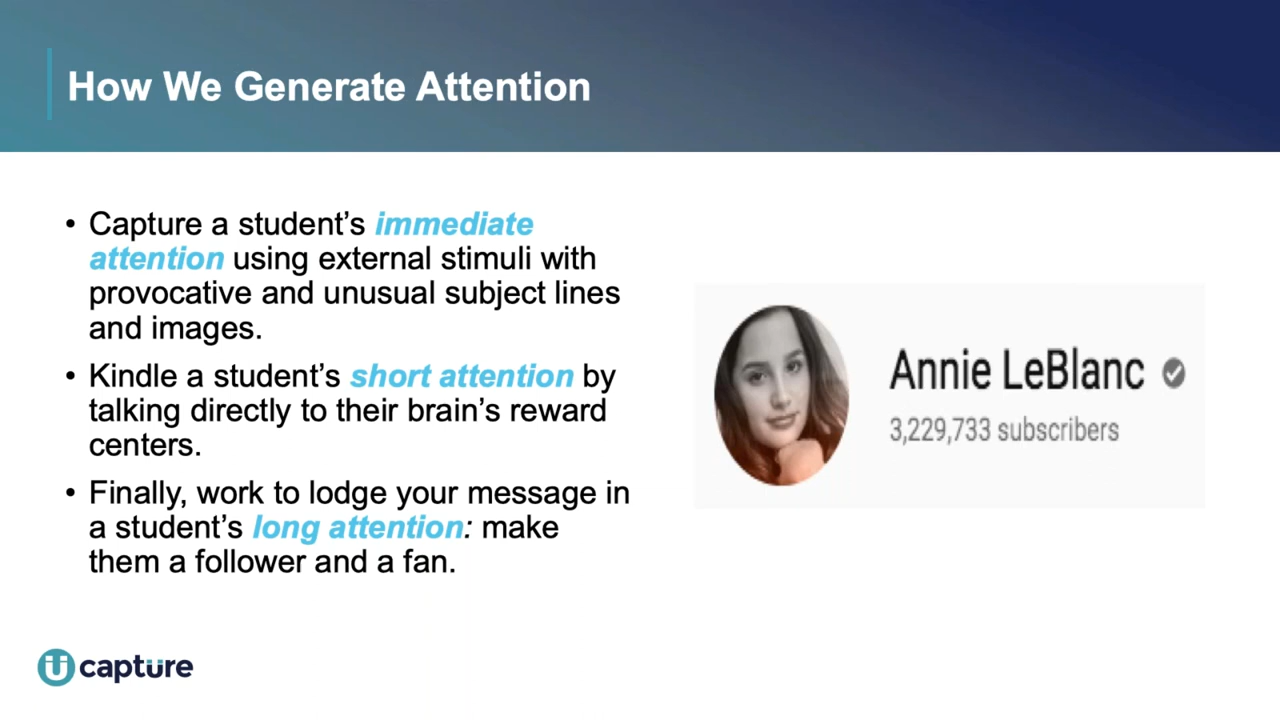 How We Generate Attention
• Capture a student’s immediate
attention using external stimuli with
provocative and unusual subject lines
and images.
• Kindle a student’s short attention by
talking directly to their brain’s reward
centers.
• Finally, work to lodge your message in
a student’s long attention: make
them a follower and a fan.
Annie LeBlanc
3,229,733 subscribers
capture